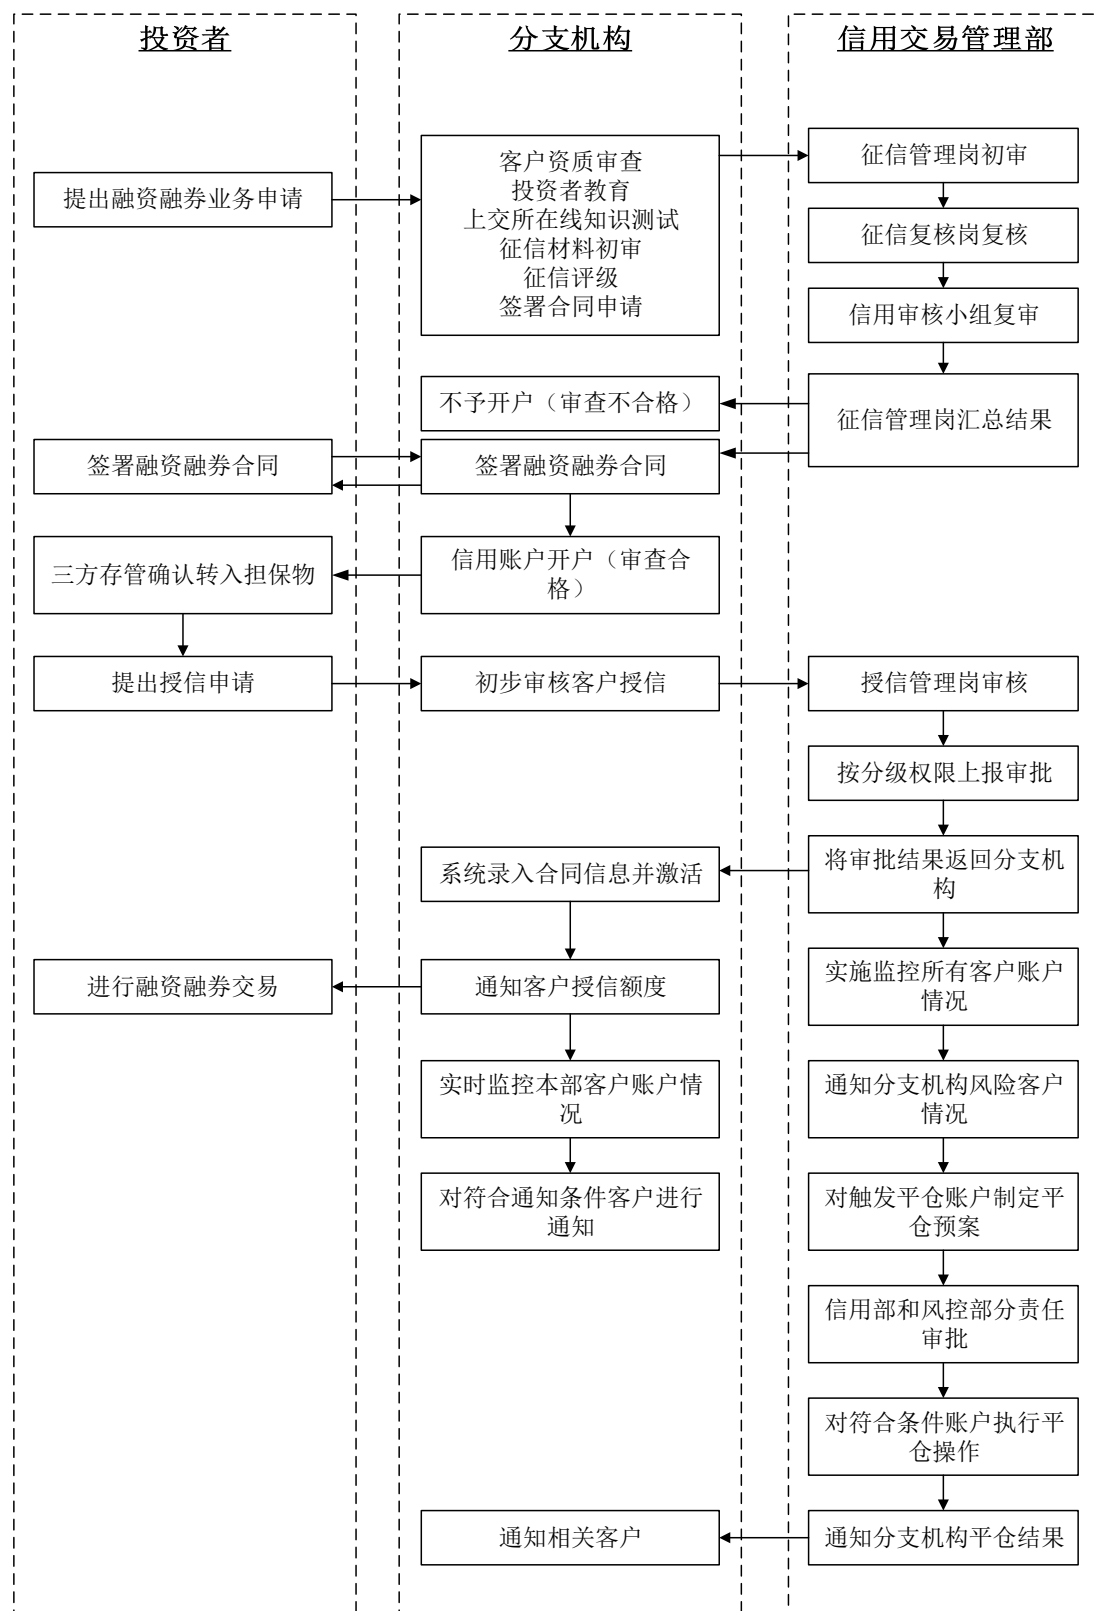 投资者
分支机构
信用交易管理部
提出融资融券业务申请
客户资质审查
投资者教育
上交所在线知识测试
征信材料初审
征信评级
签署合同申请
征信管理岗初审
征信复核岗复核
信用审核小组复审
不予开户（审查不合格）
征信管理岗汇总结果
签署融资融券合同
签署融资融券合同
三方存管确认转入担保物
信用账户开户（审查合
格）
提出授信申请
初步审核客户授信
授信管理岗审核
按分级权限上报审批
系统录入合同信息并激活
将审批结果返回分支机
构
进行融资融券交易
通知客户授信额度
实施监控所有客户账户
情况
实时监控本部客户账户情
况
通知分支机构风险客户
情况
对符合通知条件客户进行
通知
对触发平仓账户制定平
仓预案
信用部和风控部分责任
审批
对符合条件账户执行平
仓操作
通知相关客户
通知分支机构平仓结果